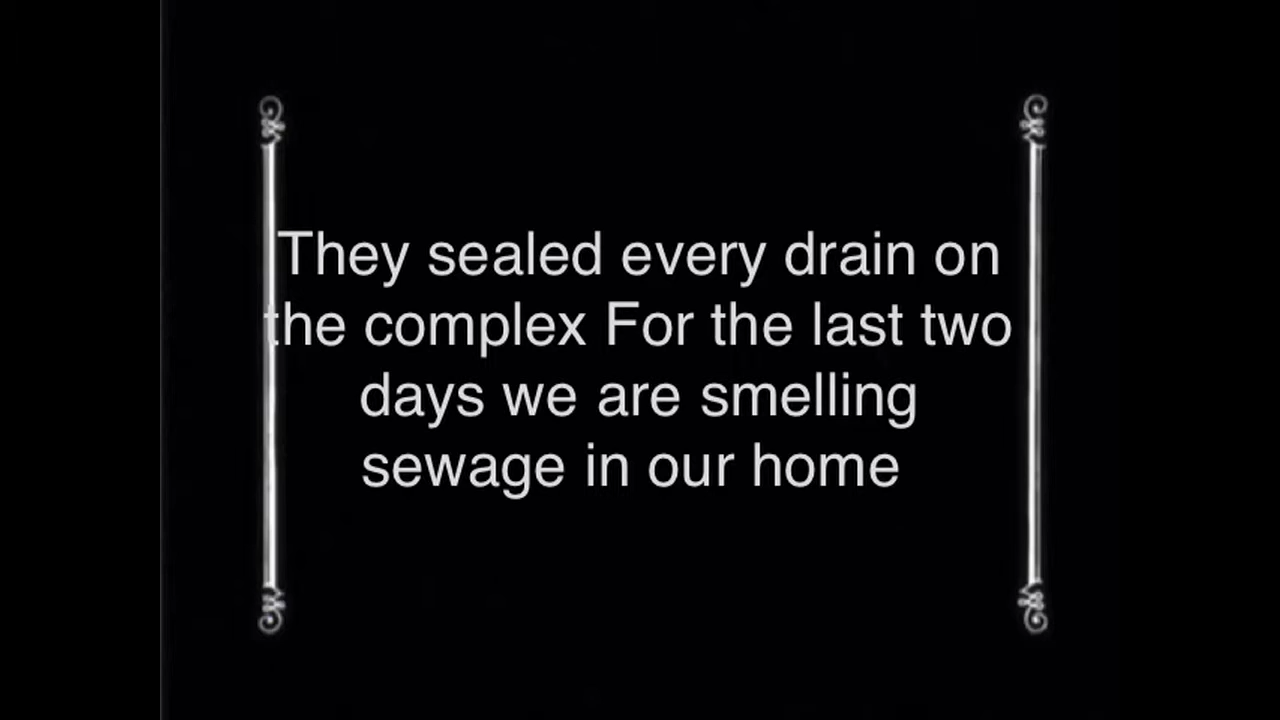 They sealed every drain on
the complex For the last two
days we are smelling
sewage in our home